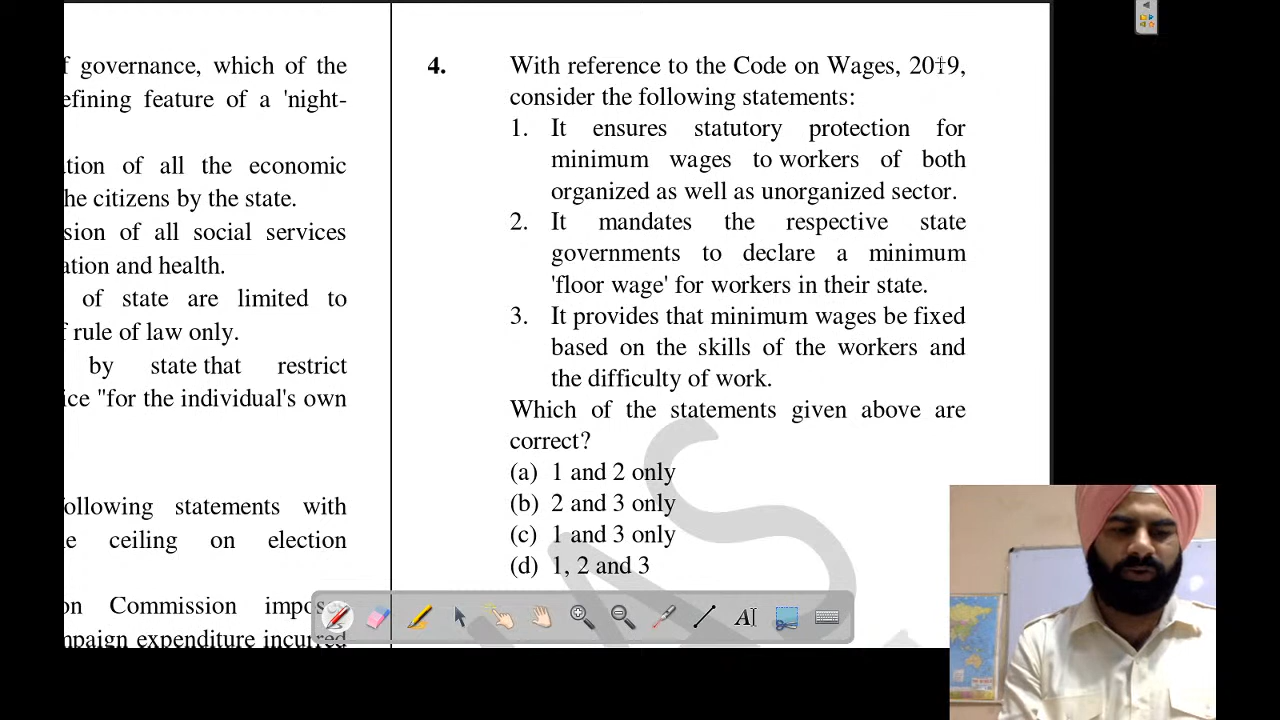 f governance, which of the
efining feature of a 'night-
ation of all the economic
he citizens by the state.
sion of all social services
ation and health.
of state are limited to
f rule of law only.
by state that restrict
ice "for the individual's own
following statements with
e ceiling on election
on Commission impos
mpaign expenditure incurred
4. With reference to the Code on Wages, 2019,
consider the following statements:
1. It ensures statutory protection for
minimum wages to workers of both
organized as well as unorganized sector.
2. It mandates the respective state
governments to declare a minimum
'floor wage' for workers in their state.
3. It provides that minimum wages be fixed
based on the skills of the workers and
the difficulty of work.
Which of the statements given above are
correct?
(a) 1 and 2 only
(b) 2 and 3 only
(c) 1 and 3 only
(d) 1, 2 and 3